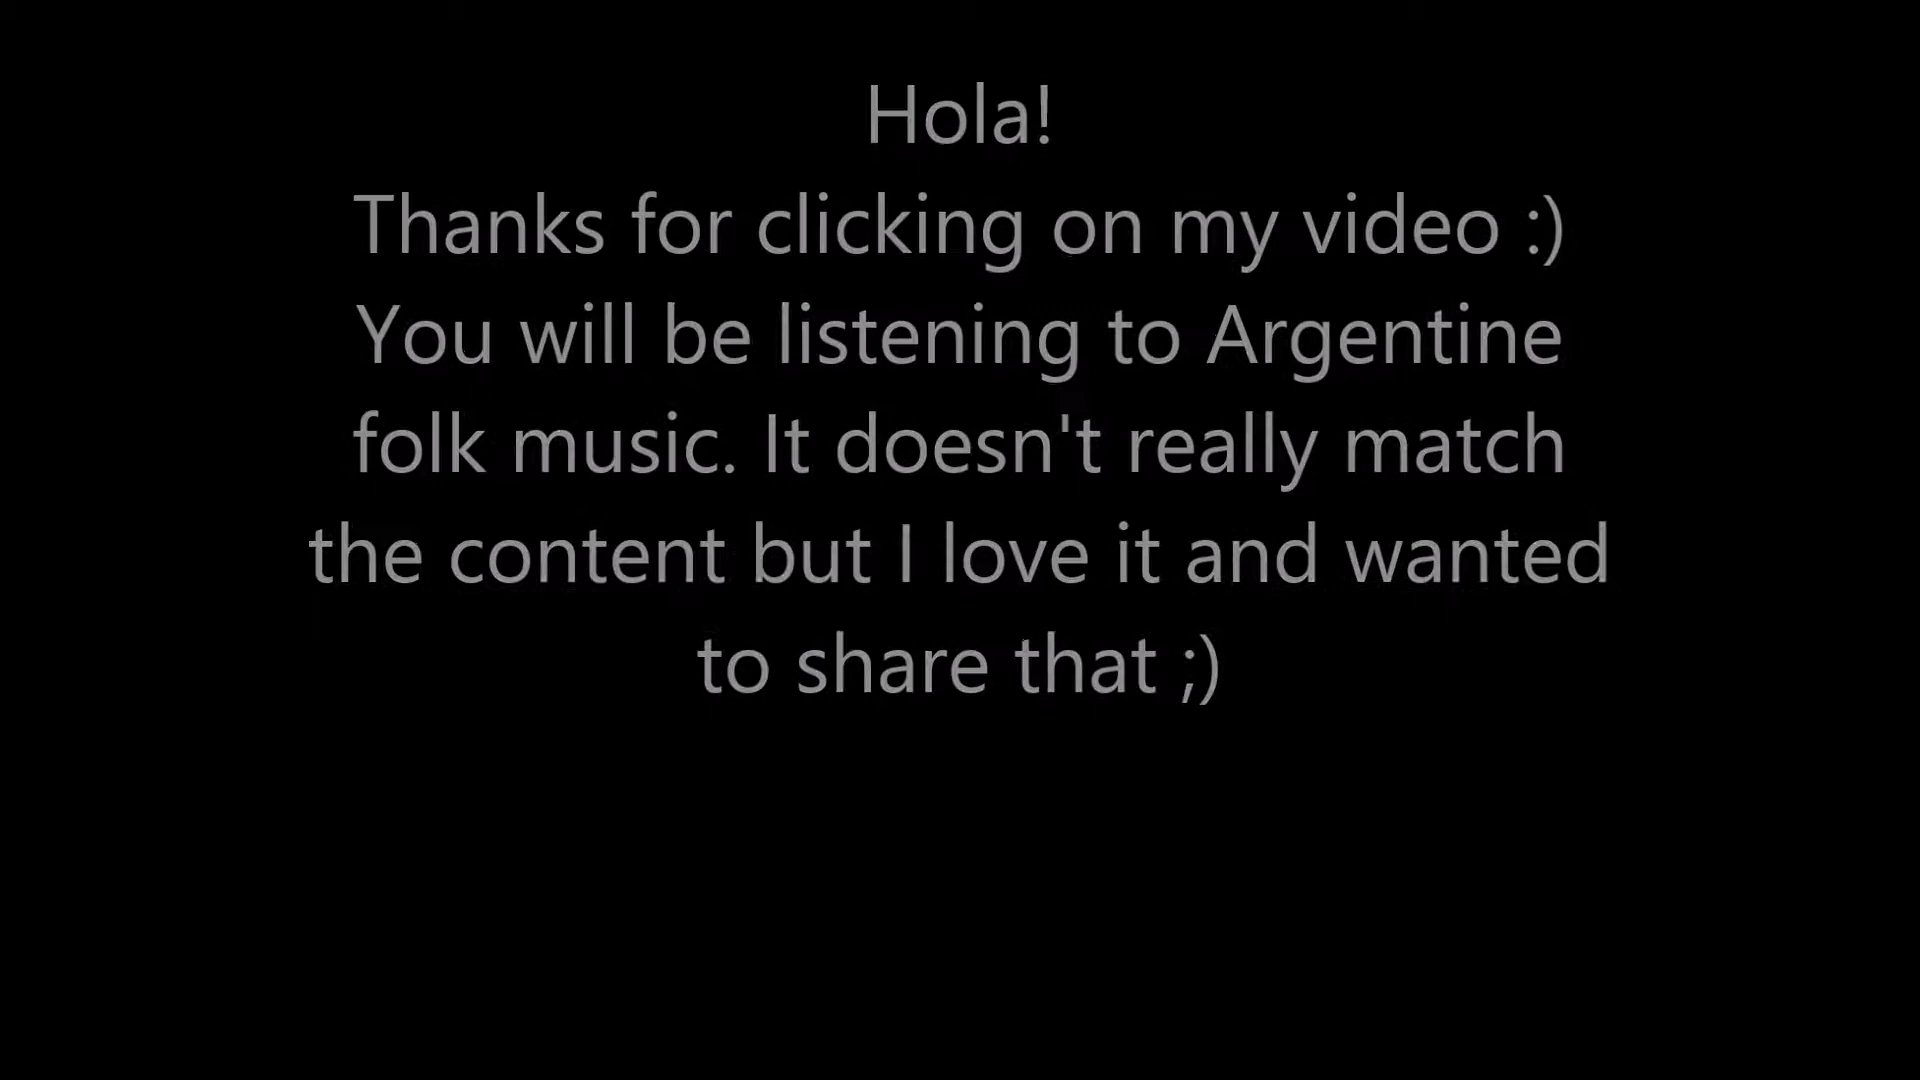 Hola!
Thanks for clicking on my video :)
You will be listening to Argentine
folk music. It doesn't really match
the content but I love it and wanted
to share that ;)